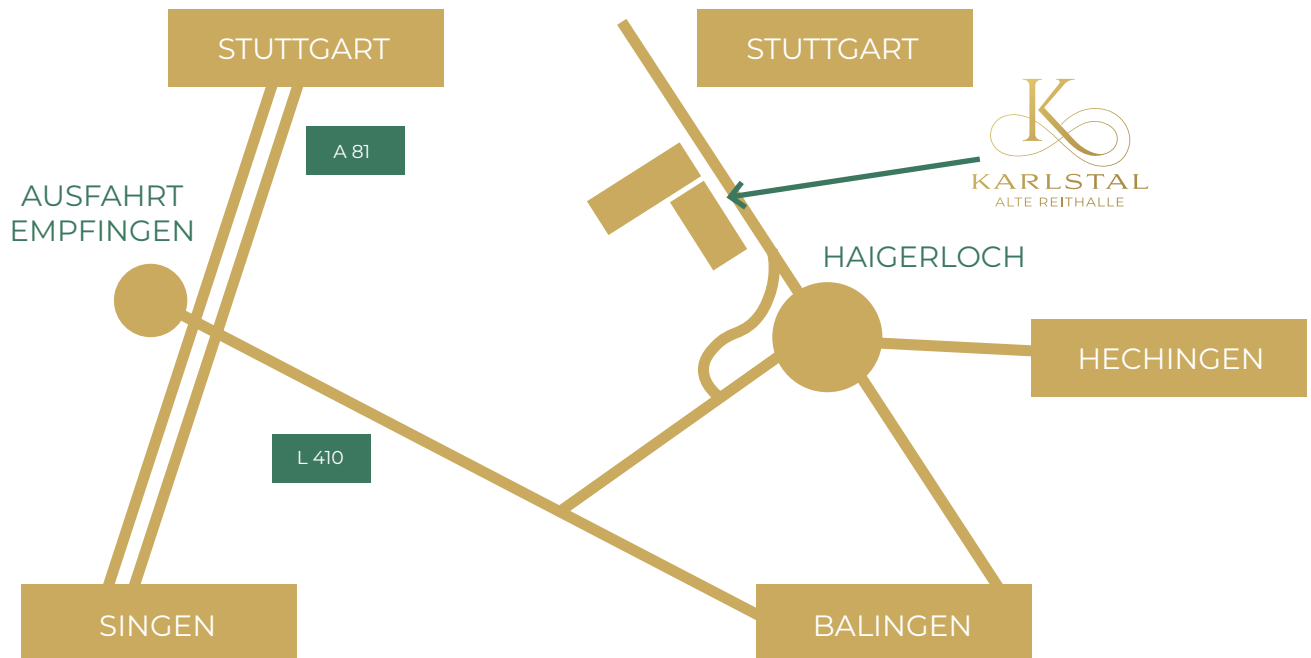 STUTTGART
STUTTGART
A 81
K
KARLSTAL
ALTE REITHALLE
AUSFAHRT
EMPFINGEN
HAIGERLOCH
HECHINGEN
L 410
SINGEN
BALINGEN